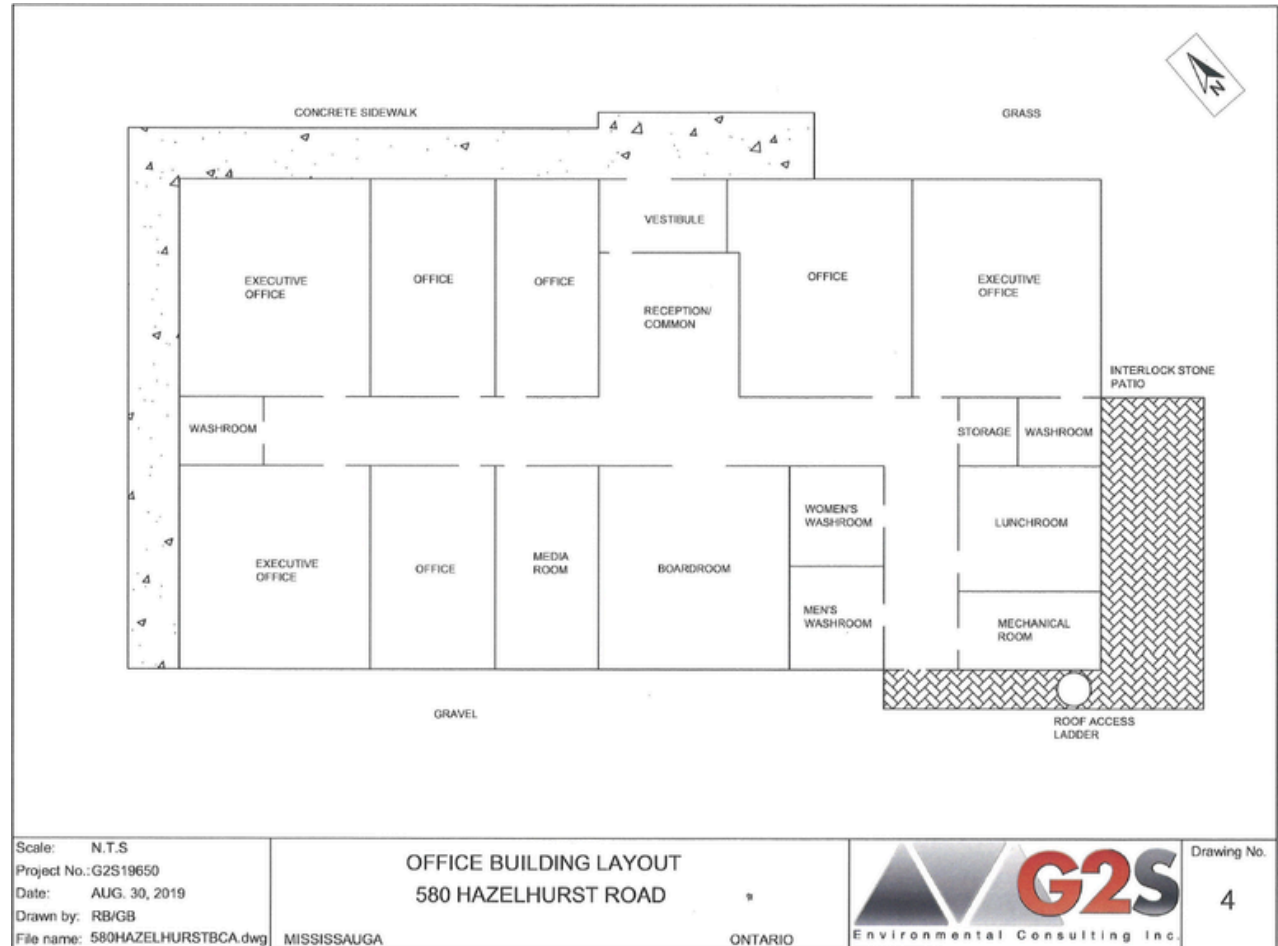 N
CONCRETE SIDEWALK
GRASS
VESTIBULE
EXECUTIVE
OFFICE
OFFICE
OFFICE
RECEPTION/
COMMON
OFFICE
EXECUTIVE
OFFICE
INTERLOCK STONE
PATIO
WASHROOM
STORAGE
WASHROOM
EXECUTIVE
OFFICE
OFFICE
MEDIA
ROOM
BOARDROOM
WOMEN'S
WASHROOM
MEN'S
WASHROOM
LUNCHROOM
MECHANICAL
ROOM
GRAVEL
ROOF ACCESS
LADDER
Scale: N.T.S
Project No.: G2S19650
Date: AUG. 30, 2019
Drawn by: RB/GB
File name: 580HAZELHURSTBCA.dwg
OFFICE BUILDING LAYOUT
580 HAZELHURST ROAD
MISSISSAUGA ONTARIO
G2S
Environmental Consulting Inc.
Drawing No.
4